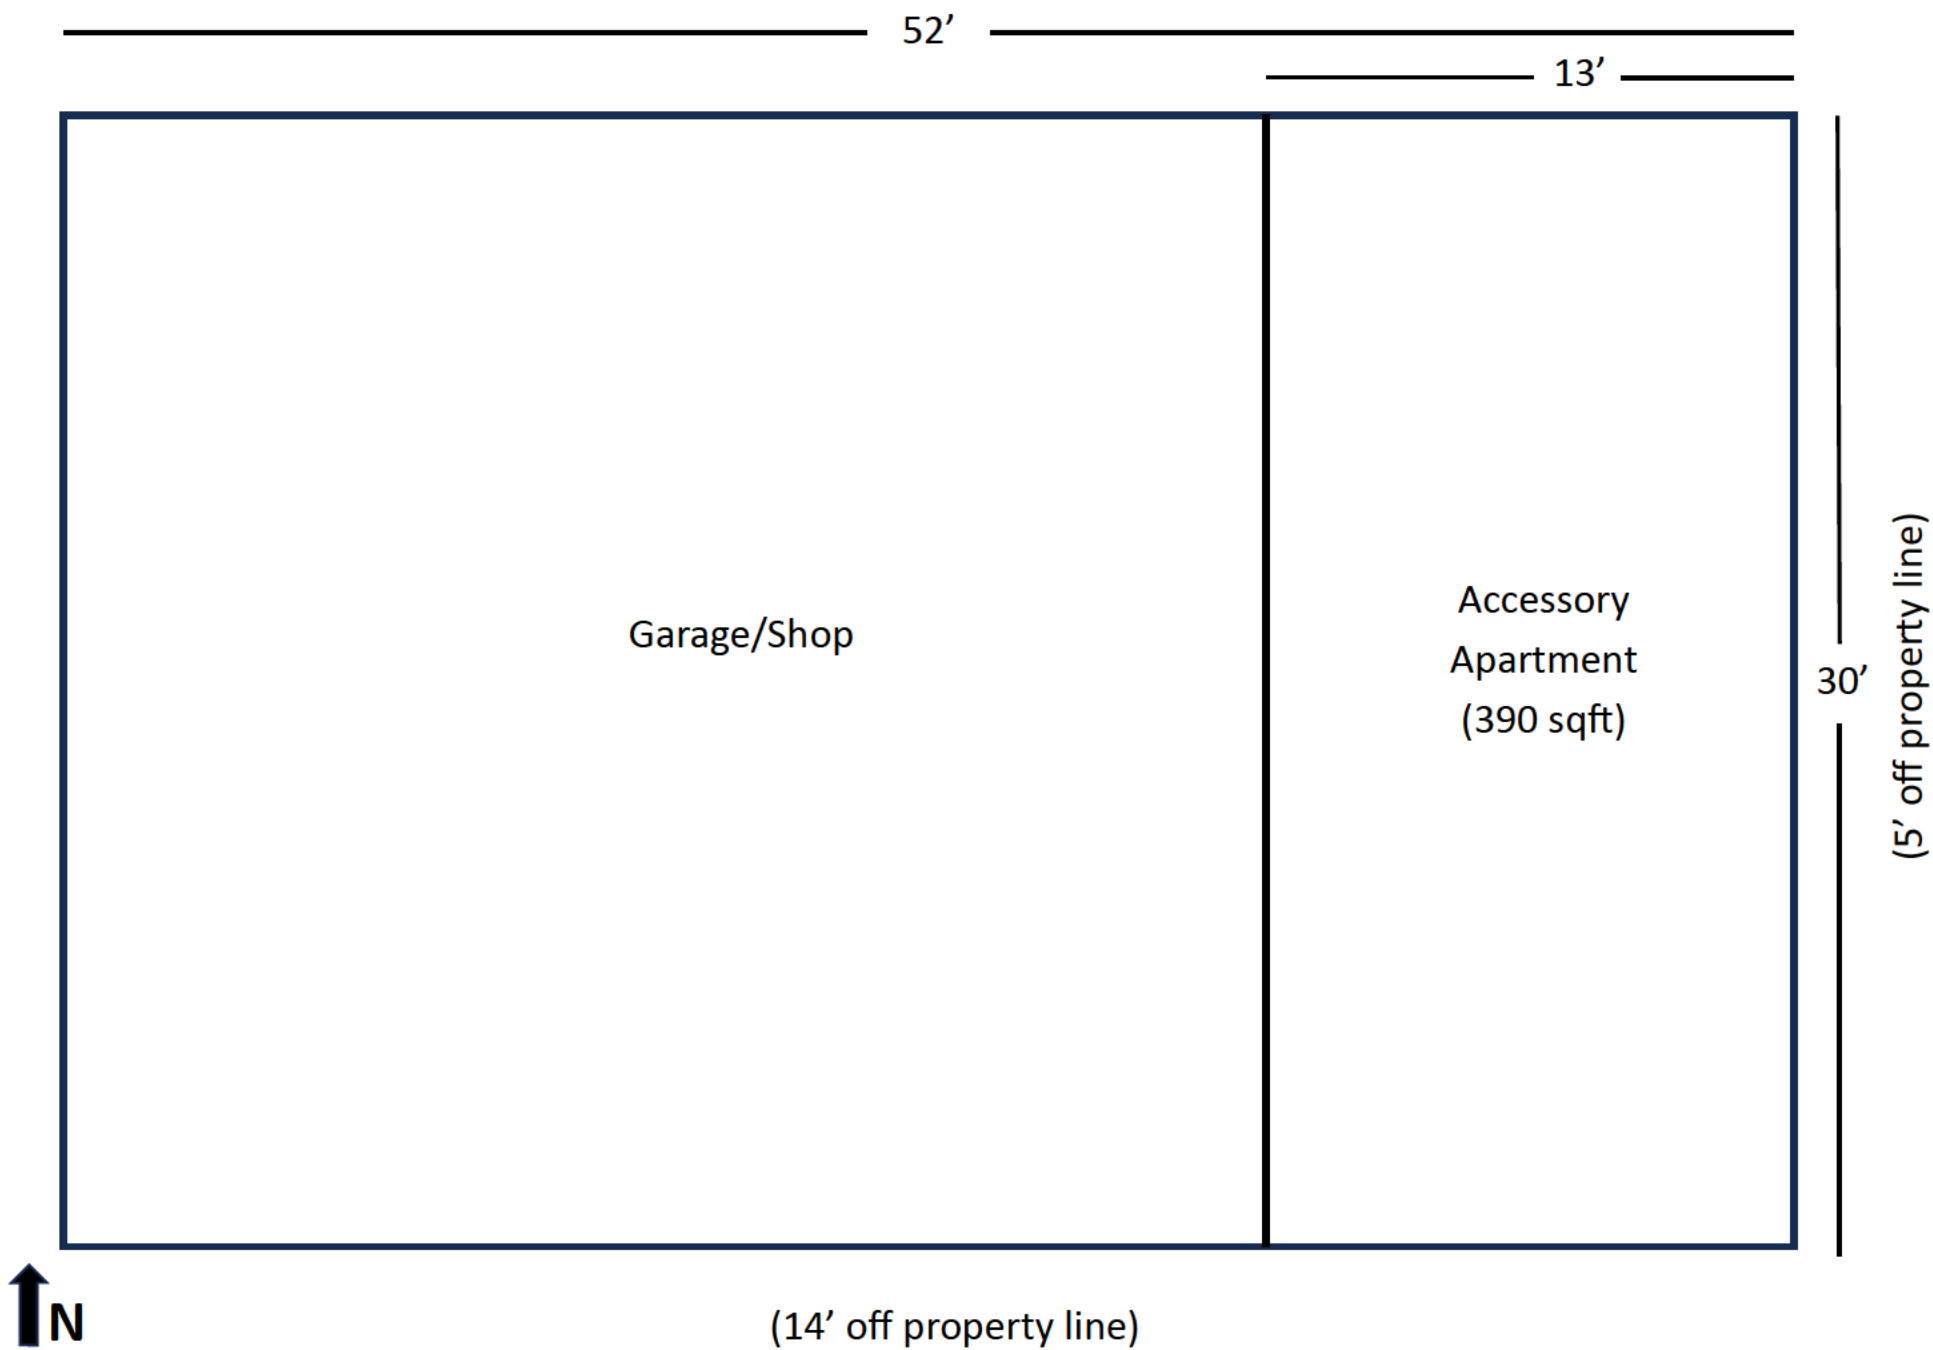 52’
13’
Garage/Shop
Accessory
Apartment
(390 sqft)
30’
(5’ off property line)
N
(14’ off property line)